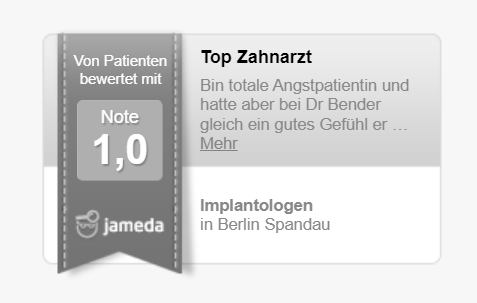 Von Patienten
bewertet mit
Note
1,0
jameda
Top Zahnarzt
Bin totale Angstpatientin und
hatte aber bei Dr Bender
gleich ein gutes Gefühl er ...
Mehr
Implantologen
in Berlin Spandau